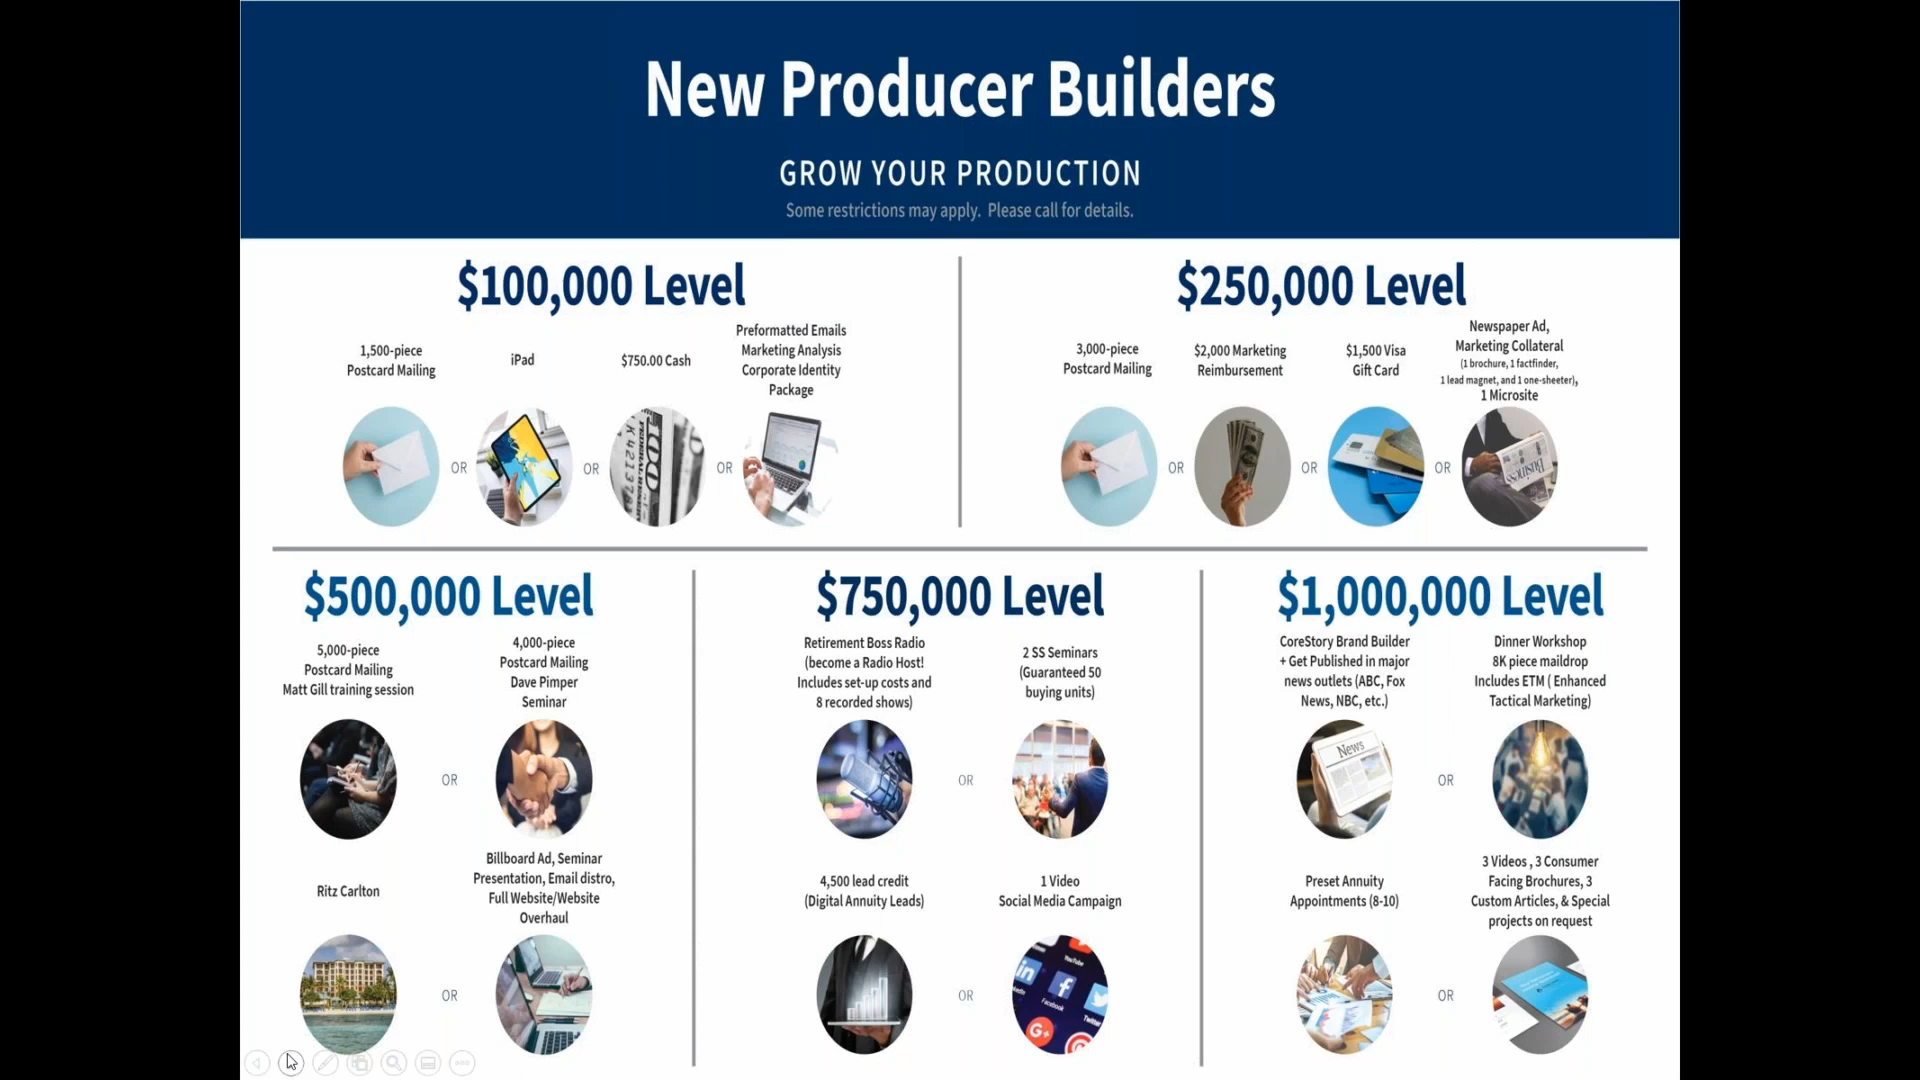 New Producer Builders
GROW YOUR PRODUCTION
Some restrictions may apply.  Please call for details.
$100,000 Level
1,500-piece
Postcard Mailing
iPad
$750.00 Cash
Preformatted Emails
Marketing Analysis
Corporate Identity
Package
OR
OR
OR
$250,000 Level
3,000-piece
Postcard Mailing
$2,000 Marketing
Reimbursement
$1,500 Visa
Gift Card
Newspaper Ad,
Marketing Collateral
(1 brochure, 1 factfinder,
1 lead magnet, and 1 one-sheeter),
1 Microsite
OR
OR
OR
Business
$500,000 Level
5,000-piece
Postcard Mailing
Matt Gill training session
4,000-piece
Postcard Mailing
Dave Pimper
Seminar
OR
Ritz Carlton
Billboard Ad, Seminar
Presentation, Email distro,
Full Website/Website
Overhaul
OR
$750,000 Level
Retirement Boss Radio
(become a Radio Host!
Includes set-up costs and
8 recorded shows)
2 SS Seminars
(Guaranteed 50
buying units)
OR
4,500 lead credit
(Digital Annuity Leads)
1 Video
Social Media Campaign
OR
YouTube
in
Facebook
Twitter
G+
$1,000,000 Level
CoreStory Brand Builder
+ Get Published in major
news outlets (ABC, Fox
News, NBC, etc.)
Dinner Workshop
8K piece maildrop
Includes ETM ( Enhanced
Tactical Marketing)
News
OR
Preset Annuity
Appointments (8-10)
3 Videos , 3 Consumer
Facing Brochures, 3
Custom Articles, & Special
projects on request
OR